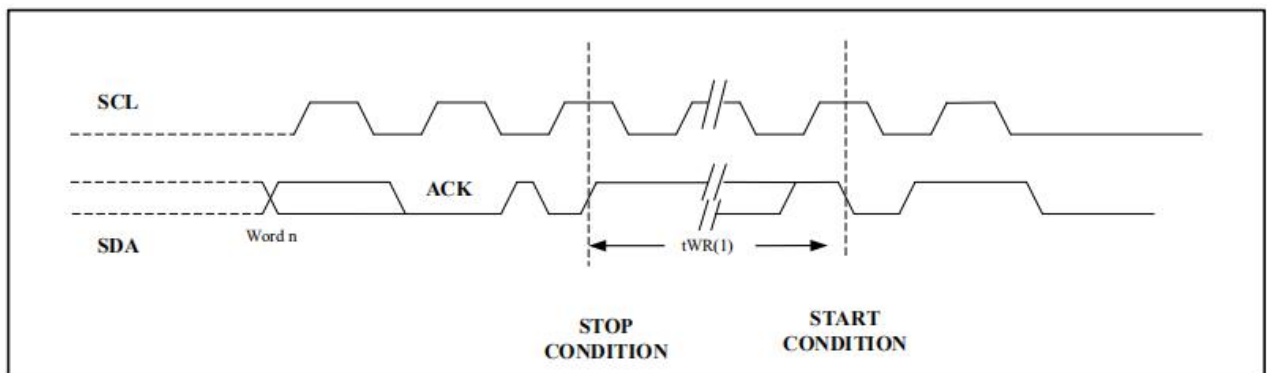 SCL
ACK
SDA
Word n
tWR(1)
STOP
CONDITION
START
CONDITION